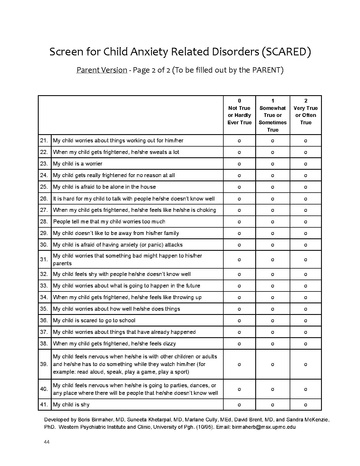 Screen for Child Anxiety Related Disorders (SCARED)
Parent Version - Page 2 of 2 (To be filled out by the PARENT)
0 Not True or Hardly Ever True
1 Somewhat True or Sometimes True
2 Very True or Often True
21. My child worries about things working out for him/her o o o
22. When my child gets frightened, he/she sweats a lot o o o
23. My child is a worrier o o o
24. My child gets really frightened for no reason at all o o o
25. My child is afraid to be alone in the house o o o
26. It is hard for my child to talk with people he/she doesn't know well o o o
27. When my child gets frightened, he/she feels like he/she is choking o o o
28. People tell me that my child worries too much o o o
29. My child doesn't like to be away from his/her family o o o
30. My child is afraid of having anxiety (or panic) attacks o o o
31. My child worries that something bad might happen to his/her
parents o o o
32. My child feels shy with people he/she doesn't know well o o o
33. My child worries about what is going to happen in the future o o o
34. When my child gets frightened, he/she feels like throwing up o o o
35. My child worries about how well he/she does things o o o
36. My child is scared to go to school o o o
37. My child worries about things that have already happened o o o
38. When my child gets frightened, he/she feels dizzy o o o
39. My child feels nervous when he/she is with other children or adults
and he/she has to do something while they watch him/her (for
example: read aloud, speak, play a game, play a sport) o o o
40. My child feels nervous when he/she is going to parties, dances, or
any place where there will be people that he/she doesn't know well o o o
41. My child is shy o o o
Developed by Boris Birmaher, MD, Suneeta Khetarpal, MD, Marlane Cully, MEd, David Brent, MD, and Sandra McKenzie,
PhD. Western Psychiatric Institute and Clinic, University of Pgh. (10/95). Email: birmaherb@msx.upmc.edu
44